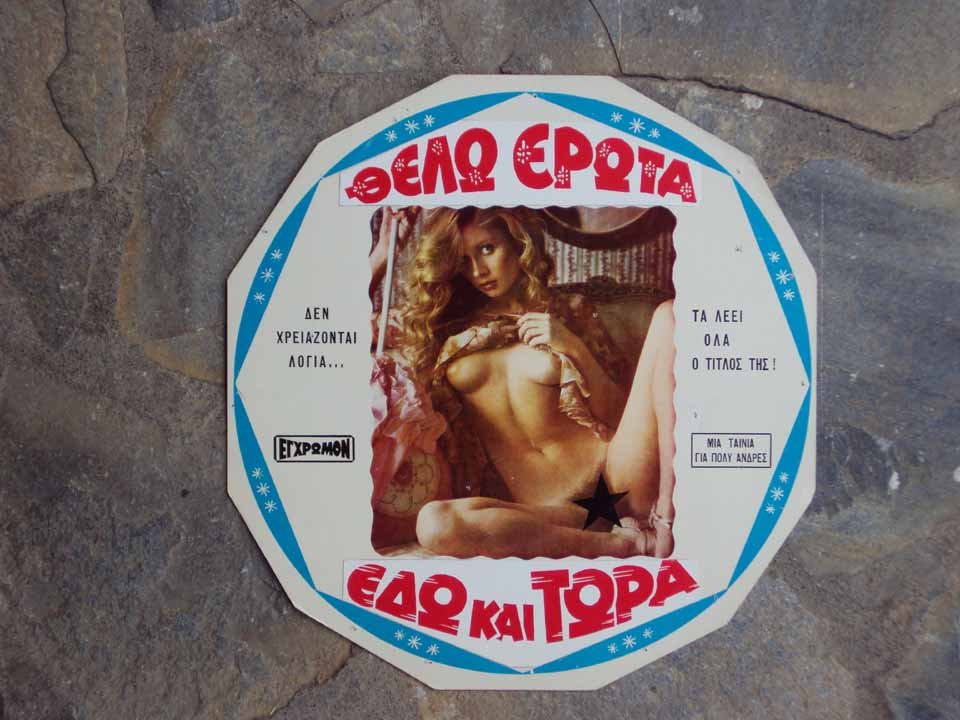 ΘΕΛΩ ΕΡΩΤΑ
ΔΕΝ
ΧΡΕΙΑΖΟΝΤΑΙ
ΛΟΓΙΑ...
ΤΑ ΛΕΕΙ
ΟΛΑ
Ο ΤΙΤΛΟΣ ΤΗΣ!
ΕΓΧΡΩΜΟΝ
ΜΙΑ ΤΑΙΝΙΑ
ΓΙΑ ΠΟΛΥ ΑΝΔΡΕΣ
ΕΔΩ ΚΑΙ ΤΩΡΑ